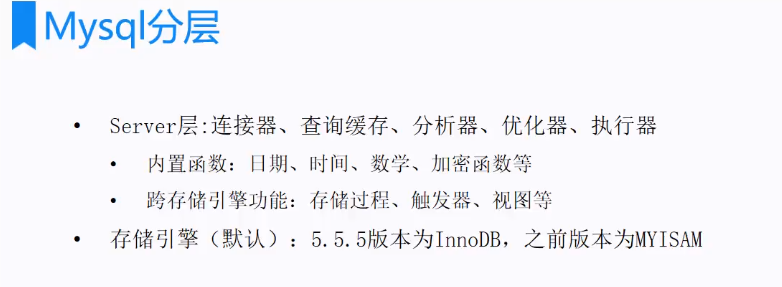 Mysql分层
• Server层:连接器、查询缓存、分析器、优化器、执行器
• 内置函数：日期、时间、数学、加密函数等
• 跨存储引擎功能：存储过程、触发器、视图等
• 存储引擎（默认）：5.5.5版本为InnoDB，之前版本为MYISAM